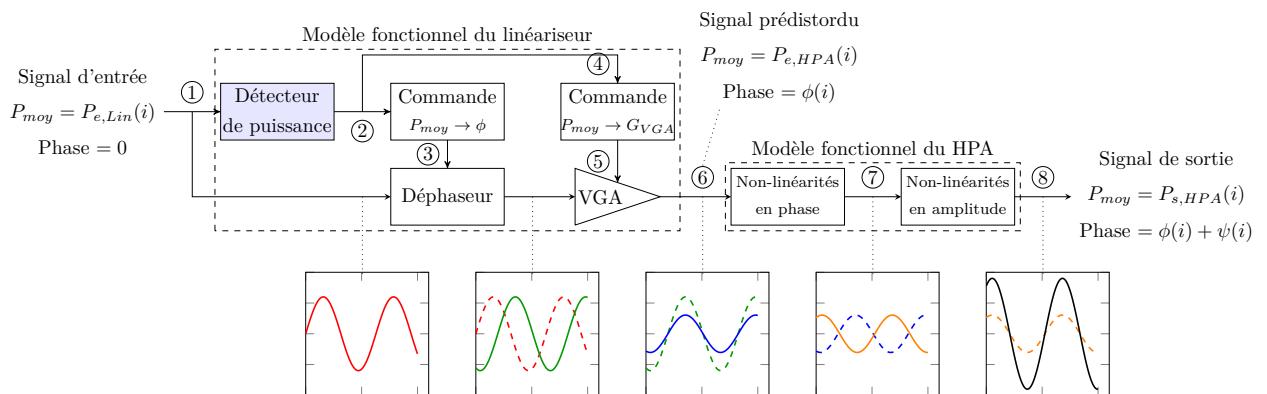 Signal prédistordu
P_{moy} = P_{e,HPA}(i)
Phase = ϕ(i)
Modèle fonctionnel du linéariseur
Signal d'entrée
P_{moy} = P_{e,Lin}(i)
Phase = 0
①
Détecteur
de puissance
②
Commande
P_{moy} → ϕ
③
④
Commande
P_{moy} → G_{VGA}
⑤
Déphaseur
VGA
⑥
Modèle fonctionnel du HPA
Non-linéarités
en phase
⑦
Non-linéarités
en amplitude
⑧
Signal de sortie
P_{moy} = P_{s,HPA}(i)
Phase = ϕ(i) + ψ(i)